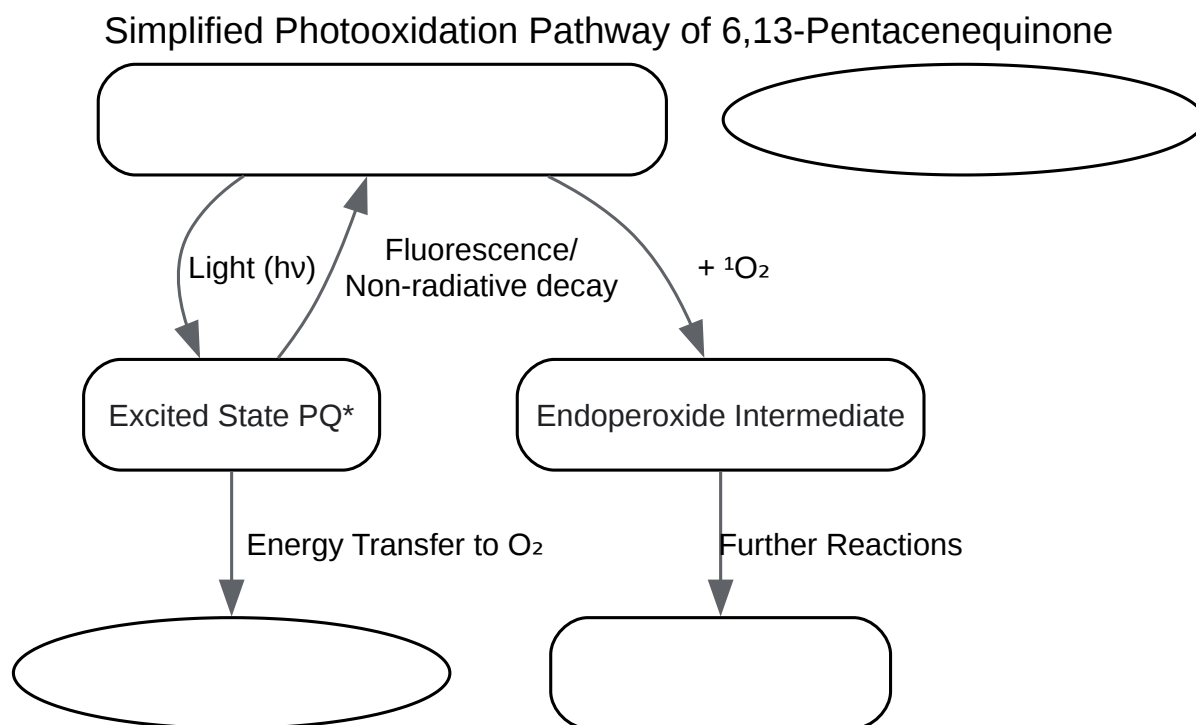 Simplified Photooxidation Pathway of 6,13-Pentacenequinone
Light (hν)
Fluorescence/
Non-radiative decay
+ ¹O₂
Excited State PQ*
Endoperoxide Intermediate
Energy Transfer to O₂
Further Reactions